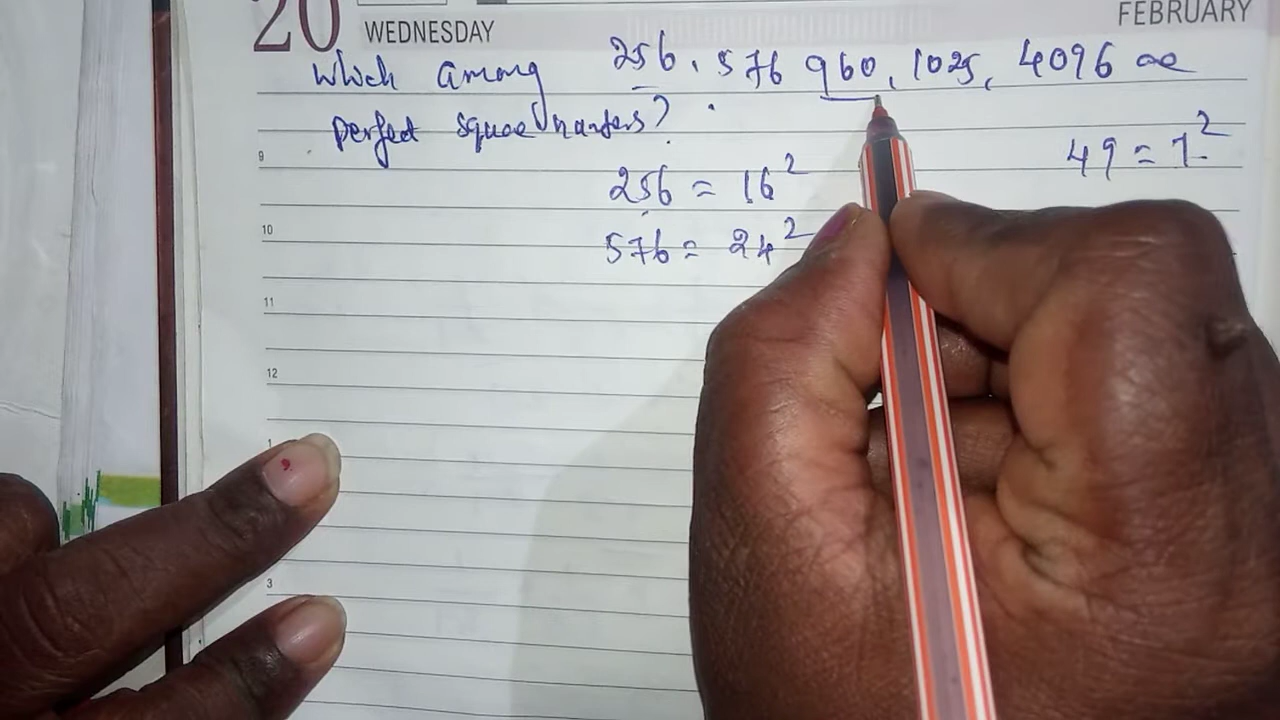 20 WEDNESDAY FEBRUARY
Which among 256, 576 960, 1025, 4096 are
perfect square numbers?
49 = 7²
256 = 16²
576 = 24²
9
10
11
12
1
3